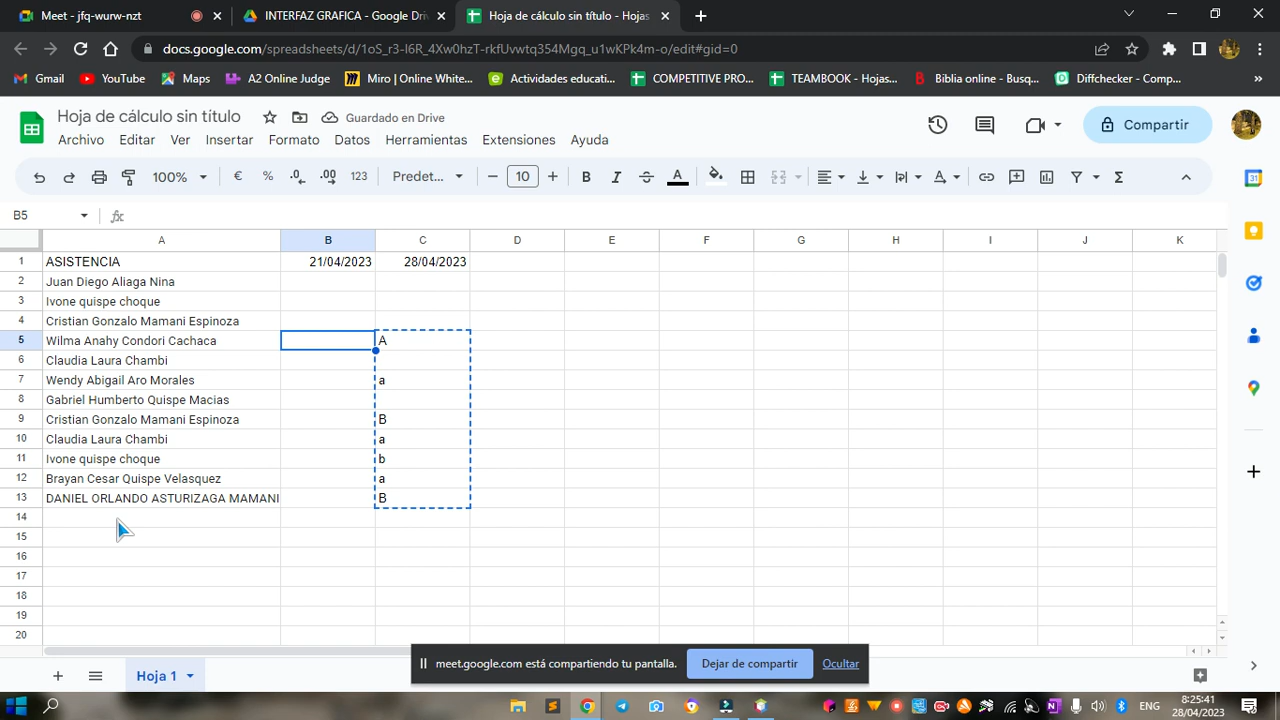 Meet - jfq-wurw-nzt
INTERFAZ GRAFICA - Google Driv
Hoja de cálculo sin título - Hojas
docs.google.com/spreadsheets/d/1oS_r3-I6R_4Xw0hzT-rkfUvwtq354Mgq_u1wKPk4m-o/edit#gid=0
Gmail YouTube Maps A2 Online Judge Miro | Online White... Actividades educati... COMPETITIVE PRO... TEAMBOOK - Hojas... Biblia online - Busq... Diffchecker - Comp... »
Hoja de cálculo sin título Guardado en Drive
Archivo Editar Ver Insertar Formato Datos Herramientas Extensiones Ayuda
Compartir
100% € % .0 .00 123 Predet... 10 B I A Σ
B5 fx
A B C D E F G H I J K
1 ASISTENCIA 21/04/2023 28/04/2023
2 Juan Diego Aliaga Nina
3 Ivone quispe choque
4 Cristian Gonzalo Mamani Espinoza
5 Wilma Anahy Condori Cachaca A
6 Claudia Laura Chambi
7 Wendy Abigail Aro Morales a
8 Gabriel Humberto Quispe Macias
9 Cristian Gonzalo Mamani Espinoza B
10 Claudia Laura Chambi a
11 Ivone quispe choque b
12 Brayan Cesar Quispe Velasquez a
13 DANIEL ORLANDO ASTURIZAGA MAMANI B
14
15
16
17
18
19
20
meet.google.com está compartiendo tu pantalla. Dejar de compartir Ocultar
Hoja 1
ENG
8:25:41
28/04/2023